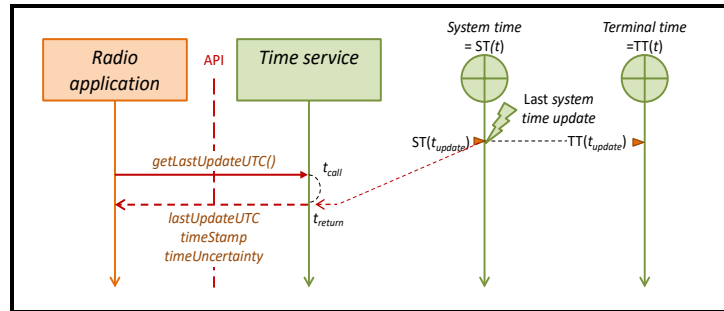 Radio
application
API
Time service
System time
= ST(t)
Terminal time
=TT(t)
Last system
time update
ST(tupdate)
TT(tupdate)
getLastUpdateUTC()
tcall
lastUpdateUTC
timeStamp
timeUncertainty
treturn